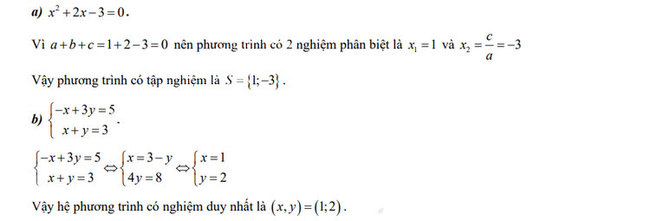 a) x² + 2x − 3 = 0.
Vì a + b + c = 1 + 2 − 3 = 0 nên phương trình có 2 nghiệm phân biệt là x₁ = 1 và x₂ = c/a = −3
Vậy phương trình có tập nghiệm là S = {1; −3}.
b) { −x + 3y = 5
x + y = 3 .
{ −x + 3y = 5 ⇔ { x = 3 − y ⇔ { x = 1
x + y = 3 4y = 8 y = 2
Vậy hệ phương trình có nghiệm duy nhất là (x, y) = (1; 2).